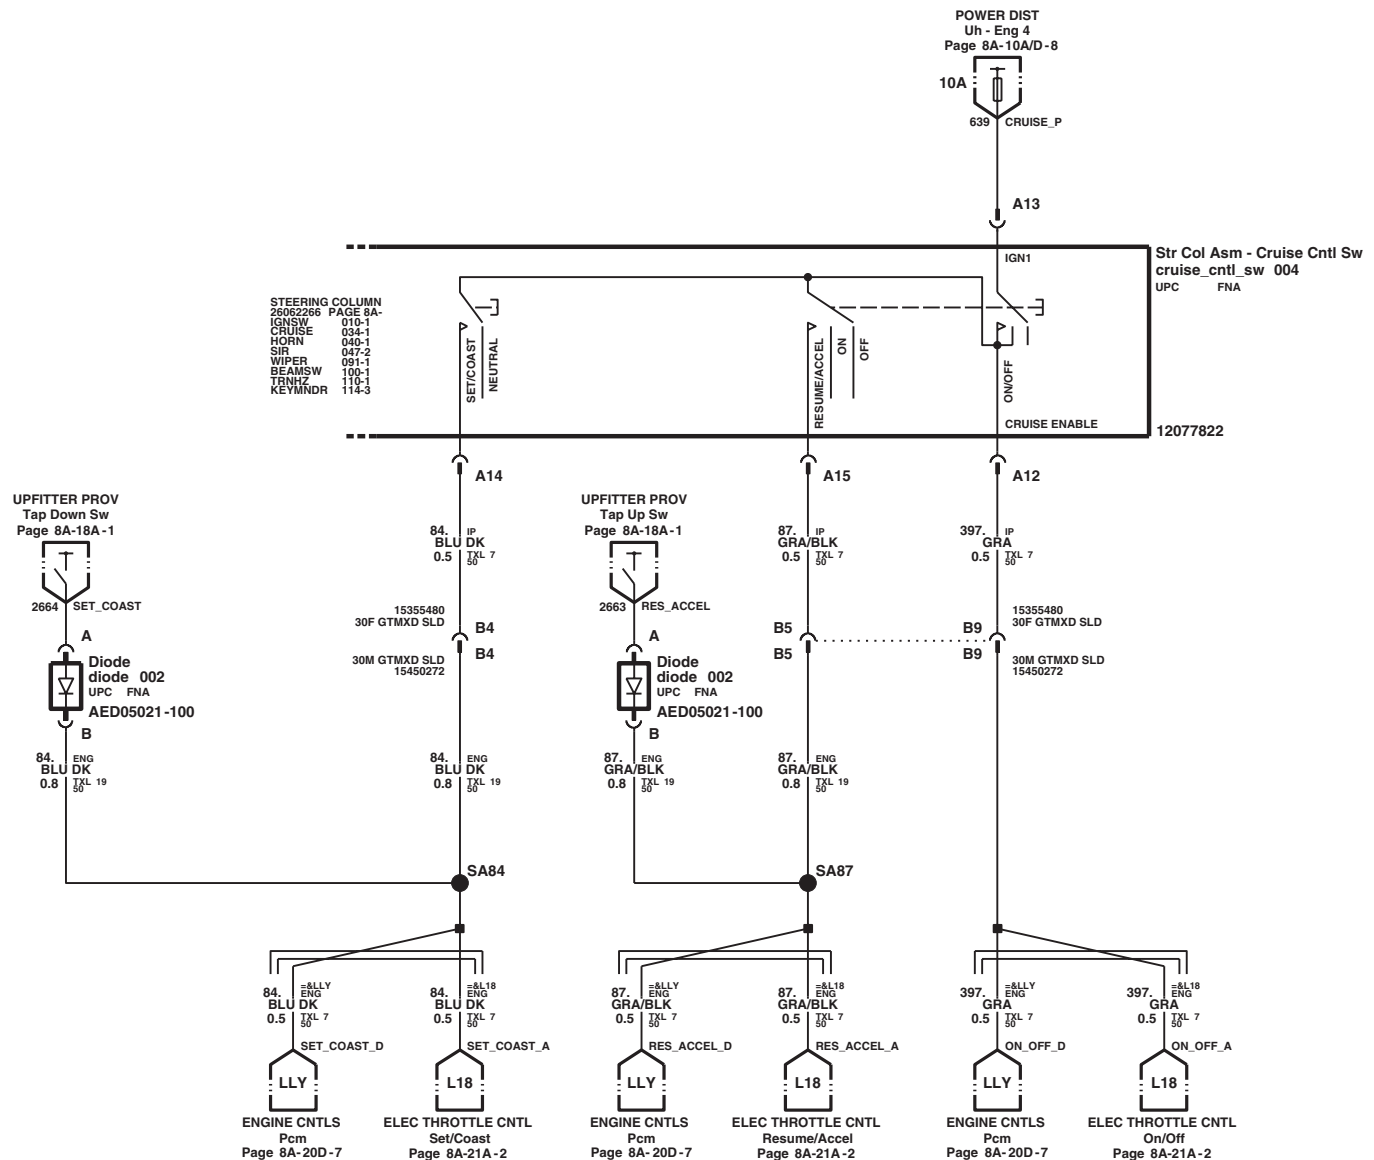 POWER DIST
Uh - Eng 4
Page 8A-10A/D-8
10A
639 CRUISE_P
A13
IGN1
Str Col Asm - Cruise Cntl Sw
cruise_cntl_sw 004
UPC FNA
STEERING COLUMN
26062266 PAGE 8A-
IGNSW 010-1
CRUISE 034-1
HORN 040-1
SIR 047-2
WIPER 091-1
BEAMSW 100-1
TRNHZ 110-1
KEYMNDR 114-3
SET/COAST
NEUTRAL
RESUME/ACCEL
ON
OFF
ON/OFF
CRUISE ENABLE
12077822
A14
A15
A12
UPFITTER PROV
Tap Down Sw
Page 8A-18A-1
2664 SET_COAST
A
Diode
diode 002
UPC FNA
AED05021-100
B
84. ENG
BLU DK
0.8 TXL 19
50
84. IP
BLU DK
0.5 TXL 7
50
15355480
30F GTMXD SLD
B4
B4
30M GTMXD SLD
15450272
84. ENG
BLU DK
0.8 TXL 19
50
SA84
UPFITTER PROV
Tap Up Sw
Page 8A-18A-1
2663 RES_ACCEL
A
Diode
diode 002
UPC FNA
AED05021-100
B
87. ENG
GRA/BLK
0.8 TXL 19
50
87. IP
GRA/BLK
0.5 TXL 7
50
B5
B5
87. ENG
GRA/BLK
0.8 TXL 19
50
SA87
397. IP
GRA
0.5 TXL 7
50
15355480
30F GTMXD SLD
B9
B9
30M GTMXD SLD
15450272
=&LLY
84. ENG
BLU DK
0.5 TXL 7
50
SET_COAST_D
LLY
ENGINE CNTLS
Pcm
Page 8A-20D-7
=&L18
84. ENG
BLU DK
0.5 TXL 7
50
SET_COAST_A
L18
ELEC THROTTLE CNTL
Set/Coast
Page 8A-21A-2
=&LLY
87. ENG
GRA/BLK
0.5 TXL 7
50
RES_ACCEL_D
LLY
ENGINE CNTLS
Pcm
Page 8A-20D-7
=&L18
87. ENG
GRA/BLK
0.5 TXL 7
50
RES_ACCEL_A
L18
ELEC THROTTLE CNTL
Resume/Accel
Page 8A-21A-2
=&LLY
397. ENG
GRA
0.5 TXL 7
50
ON_OFF_D
LLY
ENGINE CNTLS
Pcm
Page 8A-20D-7
=&L18
397. ENG
GRA
0.5 TXL 7
50
ON_OFF_A
L18
ELEC THROTTLE CNTL
On/Off
Page 8A-21A-2